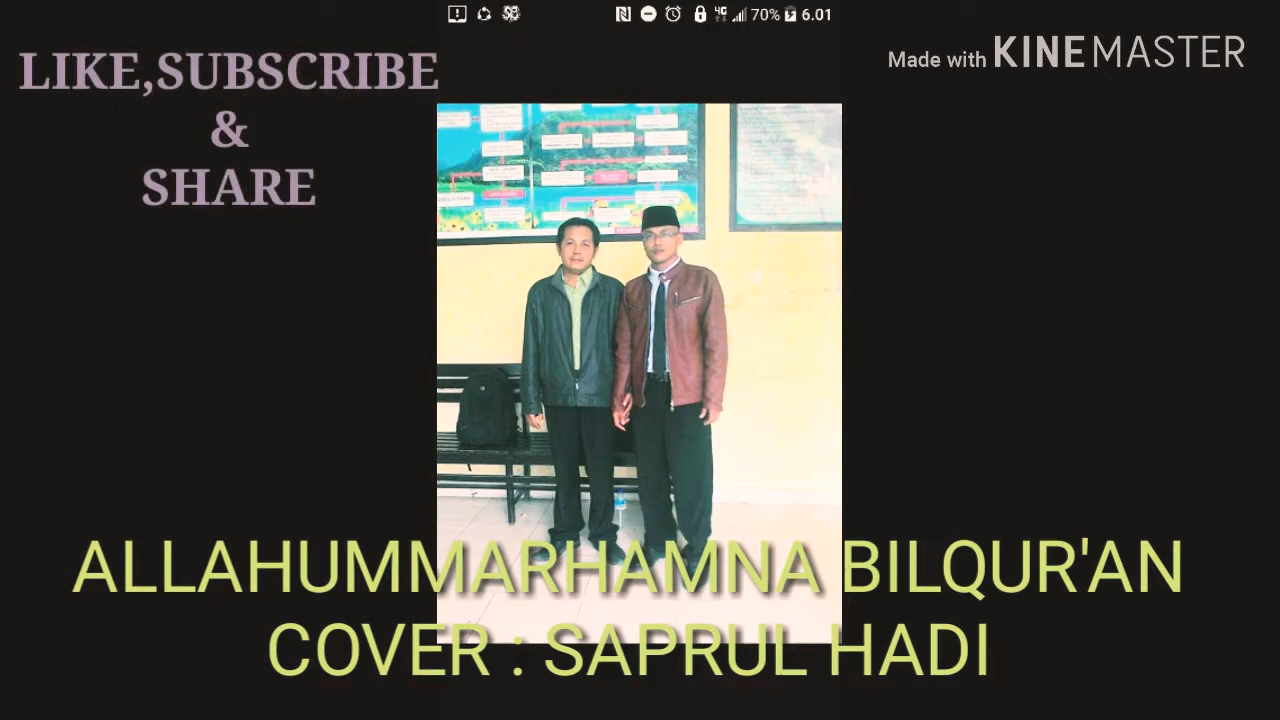 70% 6.01
Made with KINEMASTER
LIKE,SUBSCRIBE
&
SHARE
ALLAHUMMARHAMNA BILQUR'AN
COVER : SAPRUL HADI